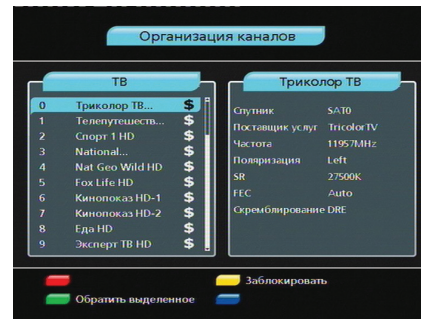 Организация каналов
ТВ
0 Триколор ТВ... $
1 Телепутешеств... $
2 Спорт 1 HD $
3 National... $
4 Nat Geo Wild HD $
5 Fox Life HD $
6 Кинопоказ HD-1 $
7 Кинопоказ HD-2 $
8 Еда HD $
9 Эксперт ТВ HD $
Триколор ТВ
Спутник SAT0
Поставщик услуг TricolorTV
Частота 11957MHz
Поляризация Left
SR 27500K
FEC Auto
Скремблирование DRE
Заблокировать
Обратить выделенное